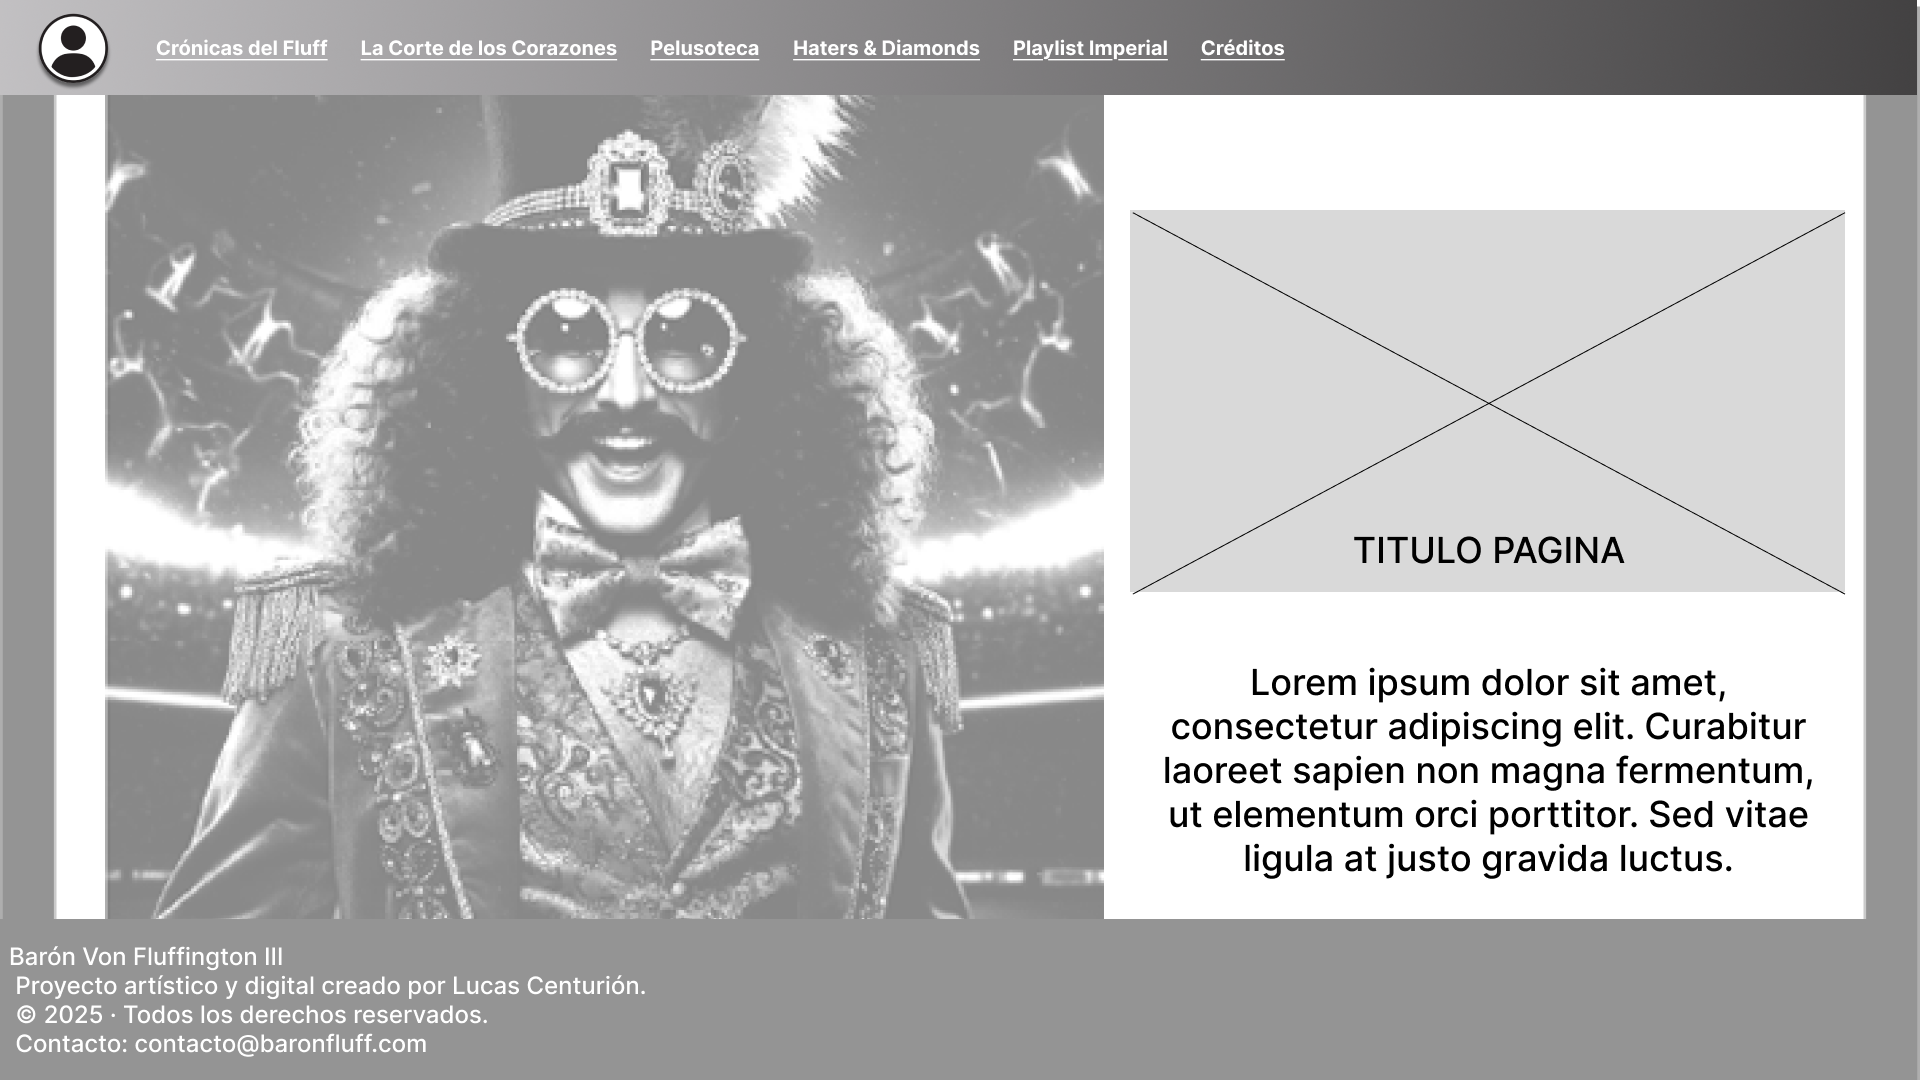 Crónicas del Fluff La Corte de los Corazones Pelusoteca Haters & Diamonds Playlist Imperial Créditos
TITULO PAGINA
Lorem ipsum dolor sit amet,
consectetur adipiscing elit. Curabitur
laoreet sapien non magna fermentum,
ut elementum orci porttitor. Sed vitae
ligula at justo gravida luctus.
Barón Von Fluffington III
Proyecto artístico y digital creado por Lucas Centurión.
© 2025 · Todos los derechos reservados.
Contacto: contacto@baronfluff.com